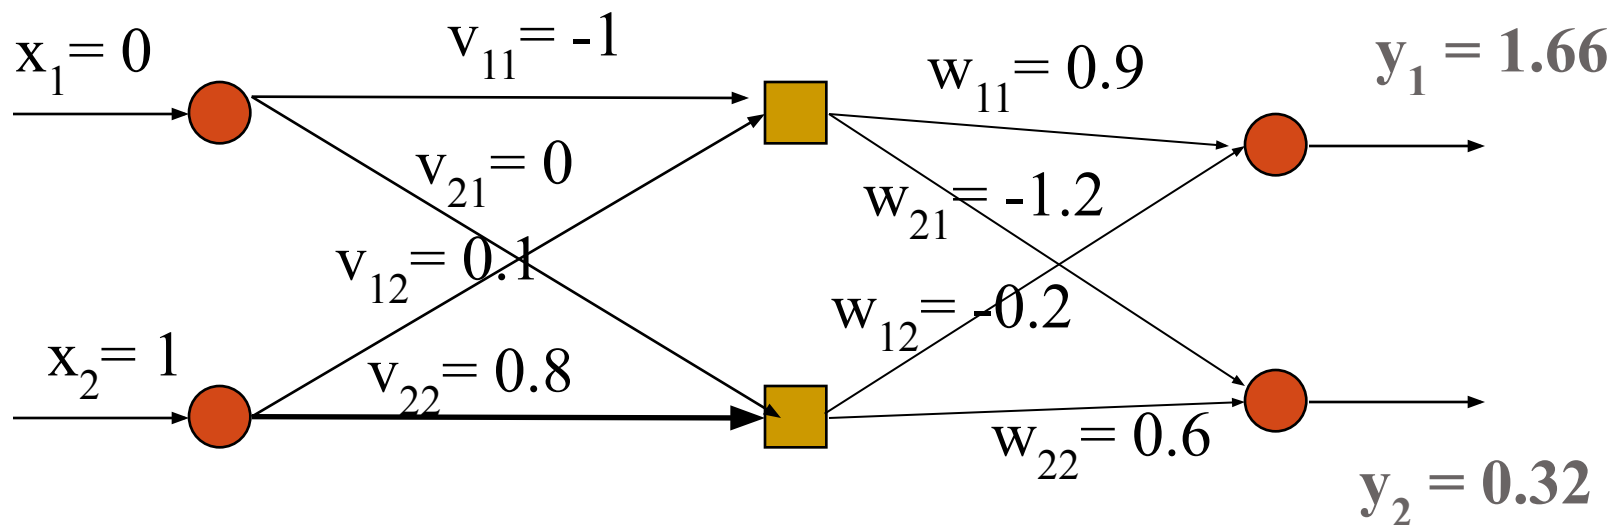 x₁= 0
v₁₁= -1
w₁₁= 0.9
y₁ = 1.66
v₂₁= 0
w₂₁= -1.2
v₁₂= 0.1
w₁₂= -0.2
x₂= 1
v₂₂= 0.8
w₂₂= 0.6
y₂ = 0.32